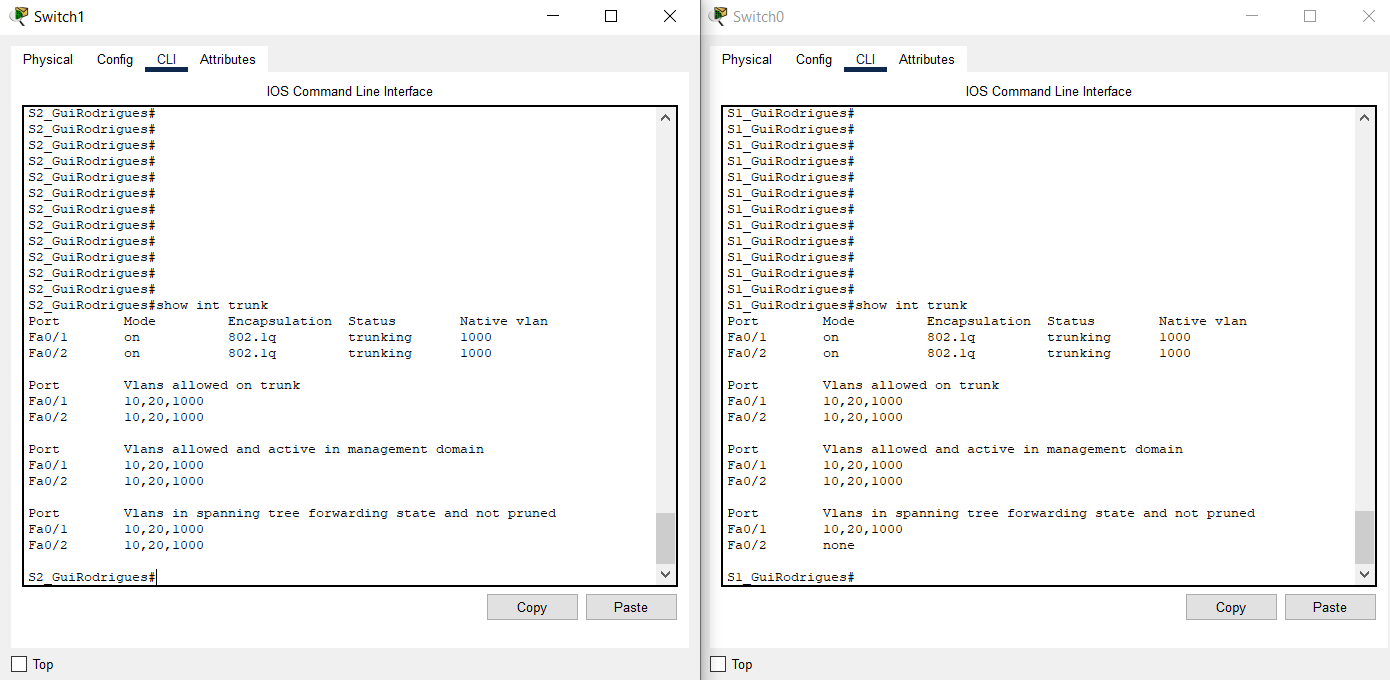 Switch1
Physical Config CLI Attributes
IOS Command Line Interface
S2_GuiRodrigues#
S2_GuiRodrigues#
S2_GuiRodrigues#
S2_GuiRodrigues#
S2_GuiRodrigues#
S2_GuiRodrigues#
S2_GuiRodrigues#
S2_GuiRodrigues#
S2_GuiRodrigues#
S2_GuiRodrigues#
S2_GuiRodrigues#
S2_GuiRodrigues#
S2_GuiRodrigues#show int trunk
Port Mode Encapsulation Status Native vlan
Fa0/1 on 802.1q trunking 1000
Fa0/2 on 802.1q trunking 1000
Port Vlans allowed on trunk
Fa0/1 10,20,1000
Fa0/2 10,20,1000
Port Vlans allowed and active in management domain
Fa0/1 10,20,1000
Fa0/2 10,20,1000
Port Vlans in spanning tree forwarding state and not pruned
Fa0/1 10,20,1000
Fa0/2 10,20,1000
S2_GuiRodrigues#
Copy Paste
Top
Switch0
Physical Config CLI Attributes
IOS Command Line Interface
S1_GuiRodrigues#
S1_GuiRodrigues#
S1_GuiRodrigues#
S1_GuiRodrigues#
S1_GuiRodrigues#
S1_GuiRodrigues#
S1_GuiRodrigues#
S1_GuiRodrigues#
S1_GuiRodrigues#
S1_GuiRodrigues#
S1_GuiRodrigues#
S1_GuiRodrigues#
S1_GuiRodrigues#show int trunk
Port Mode Encapsulation Status Native vlan
Fa0/1 on 802.1q trunking 1000
Fa0/2 on 802.1q trunking 1000
Port Vlans allowed on trunk
Fa0/1 10,20,1000
Fa0/2 10,20,1000
Port Vlans allowed and active in management domain
Fa0/1 10,20,1000
Fa0/2 10,20,1000
Port Vlans in spanning tree forwarding state and not pruned
Fa0/1 10,20,1000
Fa0/2 none
S1_GuiRodrigues#
Copy Paste
Top